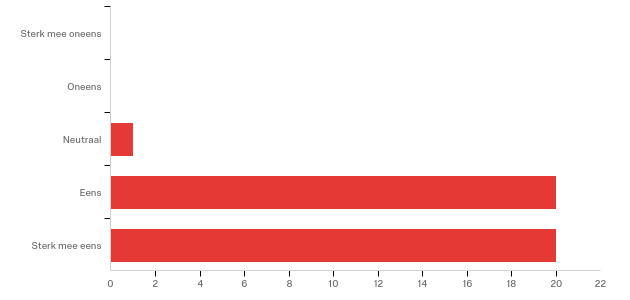 Sterk mee oneens
Oneens
Neutraal
Eens
Sterk mee eens
0 2 4 6 8 10 12 14 16 18 20 22